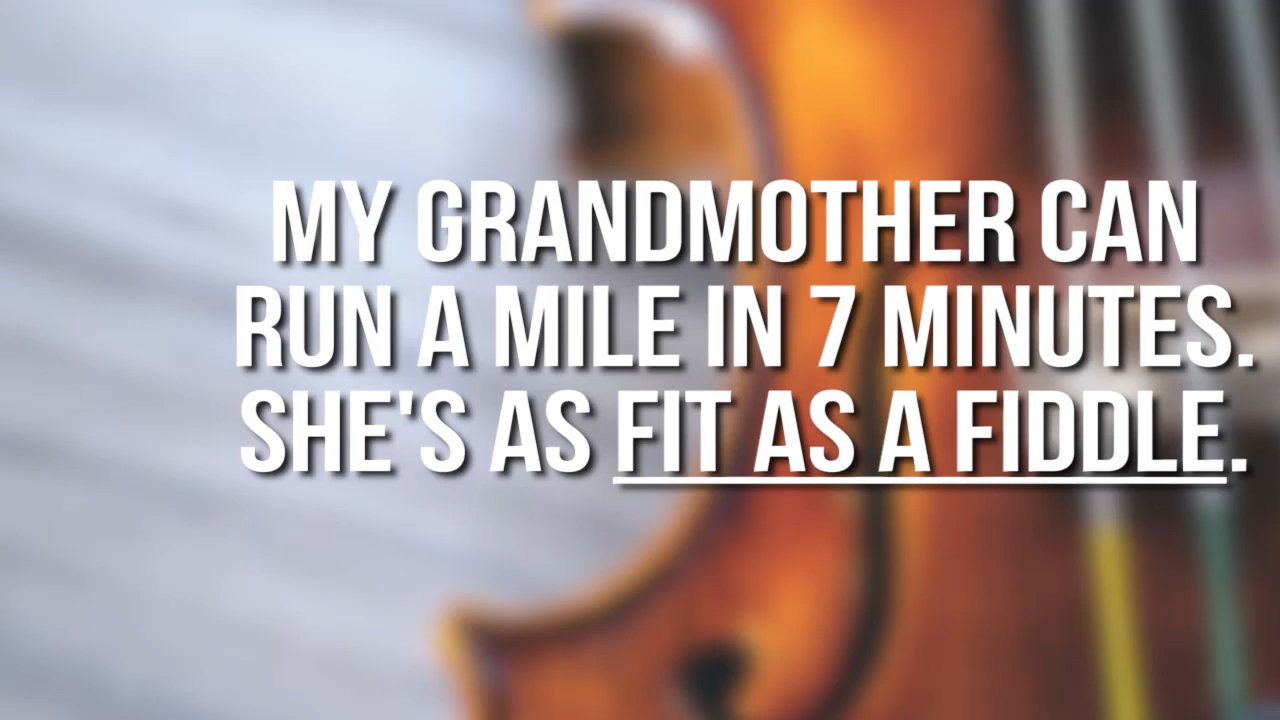 MY GRANDMOTHER CAN
RUN A MILE IN 7 MINUTES.
SHE'S AS FIT AS A FIDDLE.